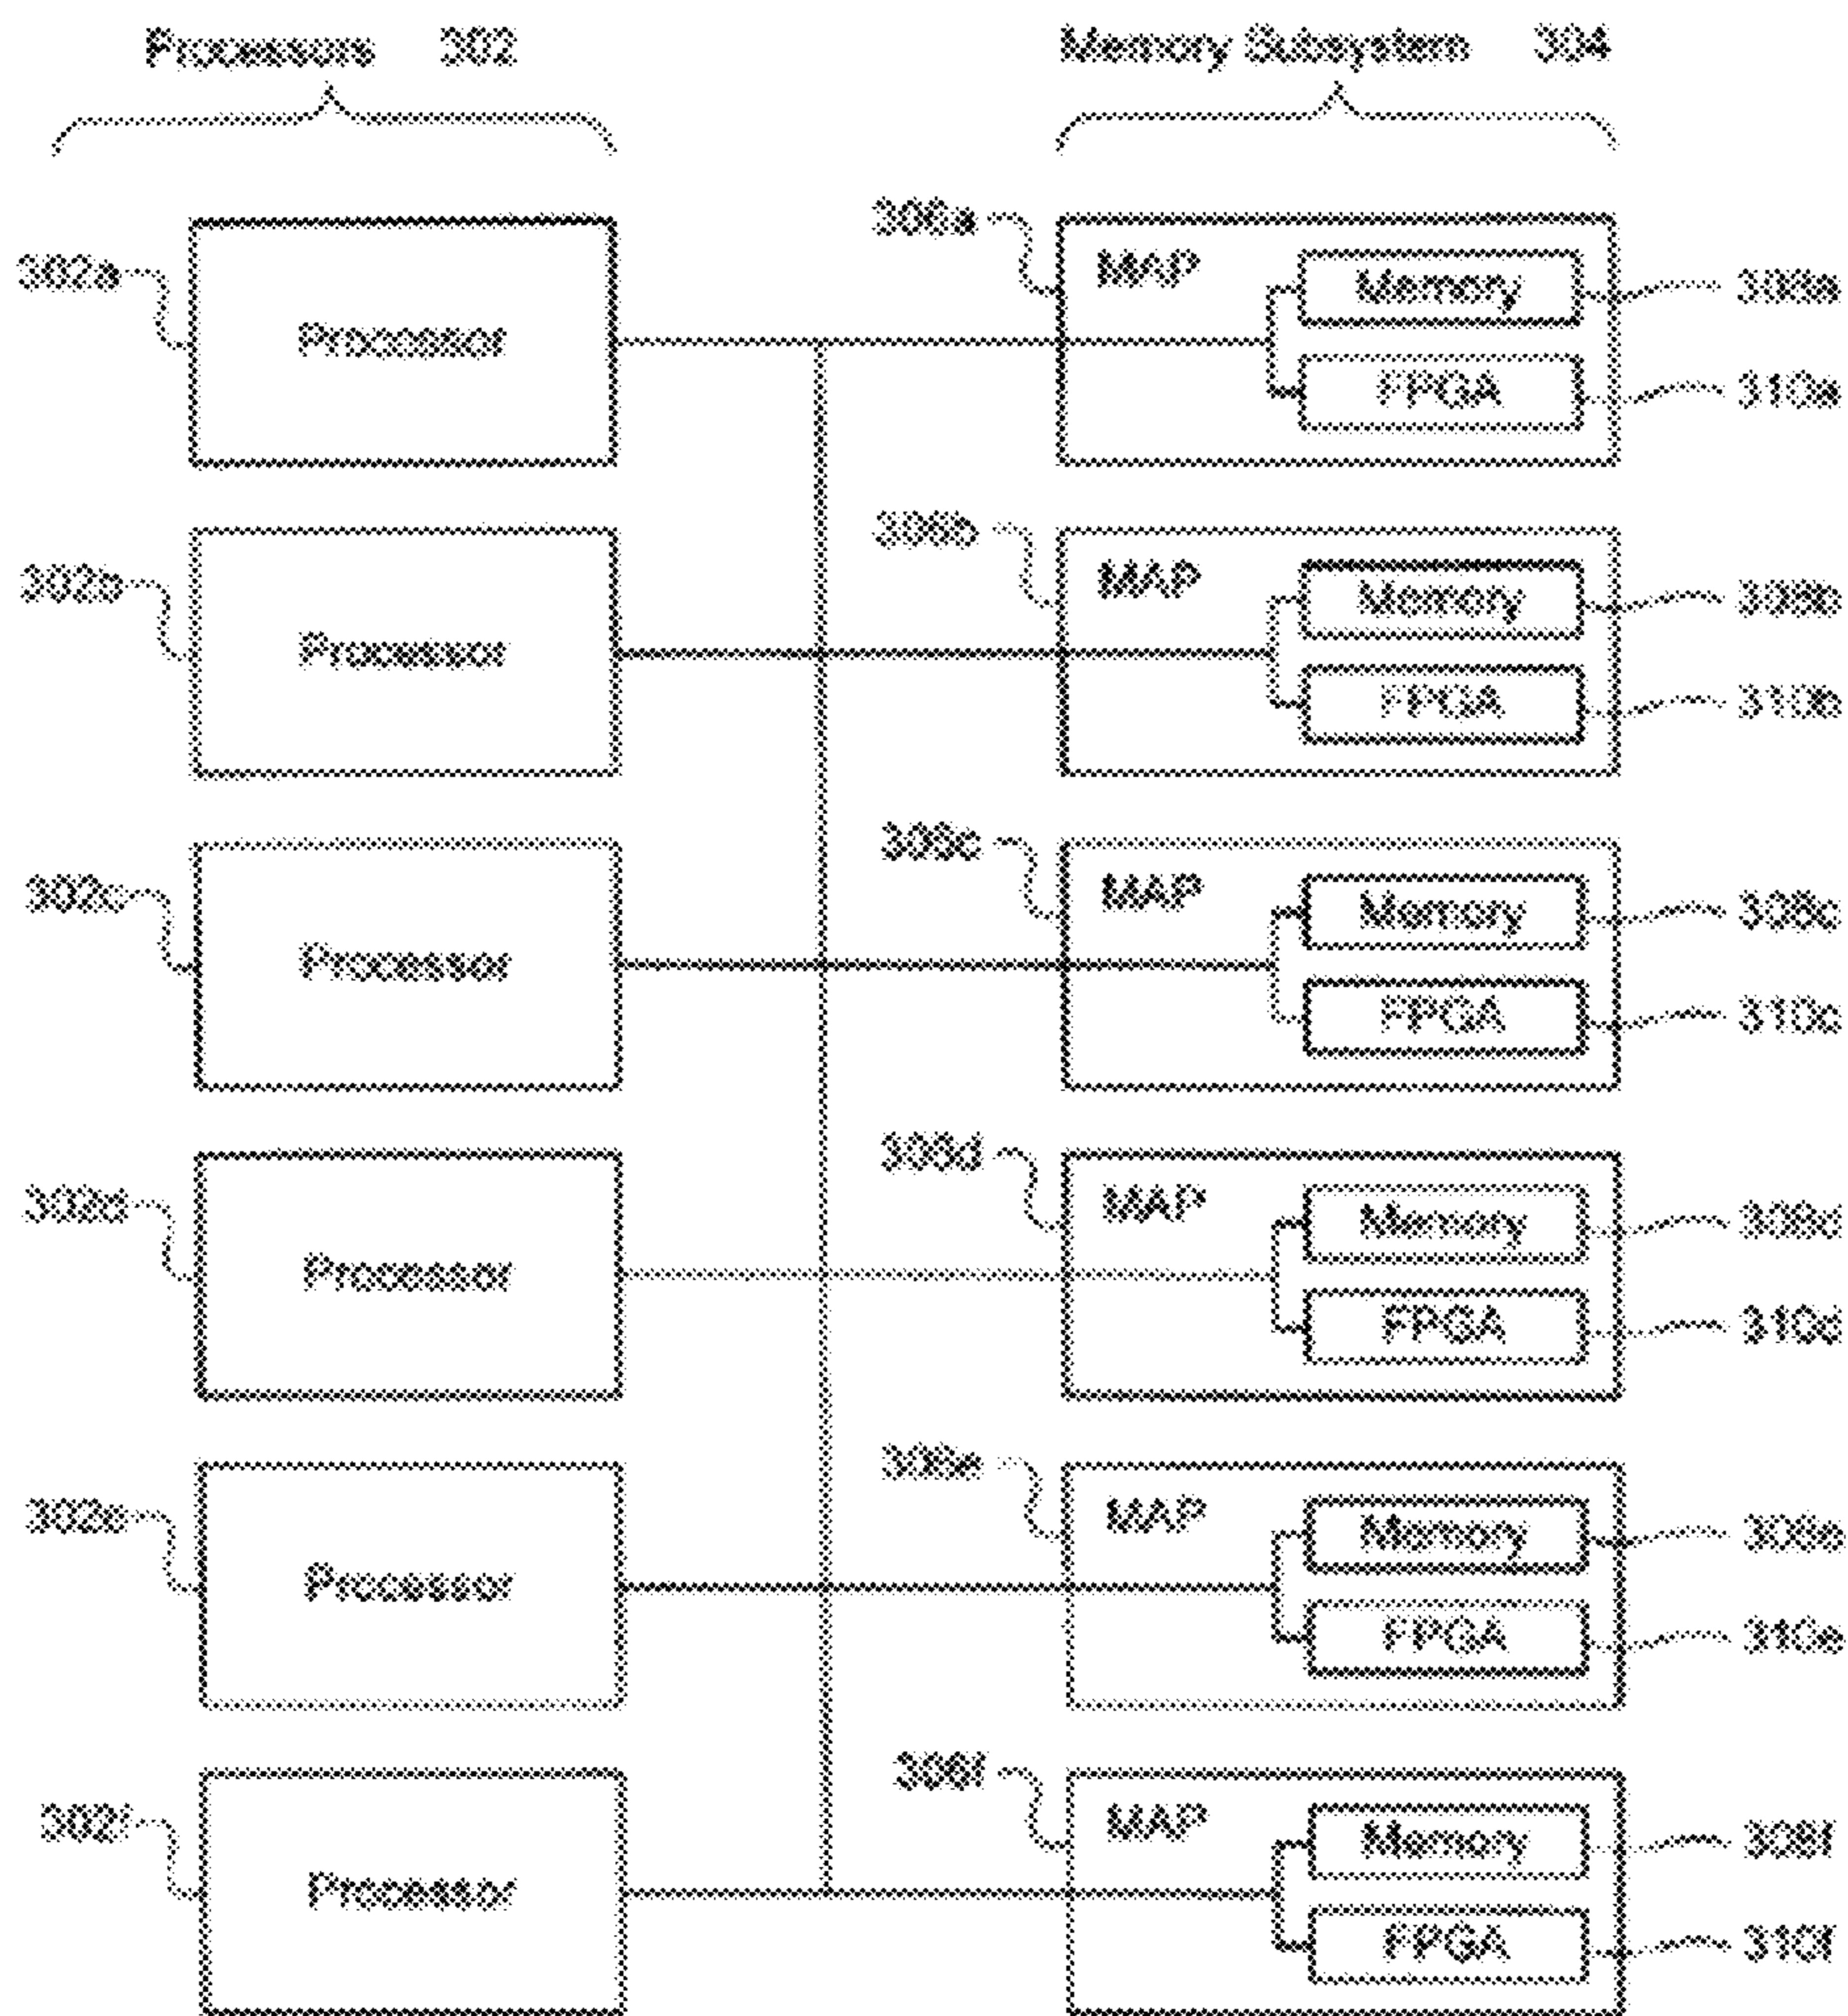 Processors 302
Memory Subsystem 304
302a
Processor
306a
MAP
Memory
308a
FPGA
310a
302b
Processor
306b
MAP
Memory
308b
FPGA
310b
302c
Processor
306c
MAP
Memory
308c
FPGA
310c
302d
Processor
306d
MAP
Memory
308d
FPGA
310d
302e
Processor
306e
MAP
Memory
308e
FPGA
310e
302f
Processor
306f
MAP
Memory
308f
FPGA
310f